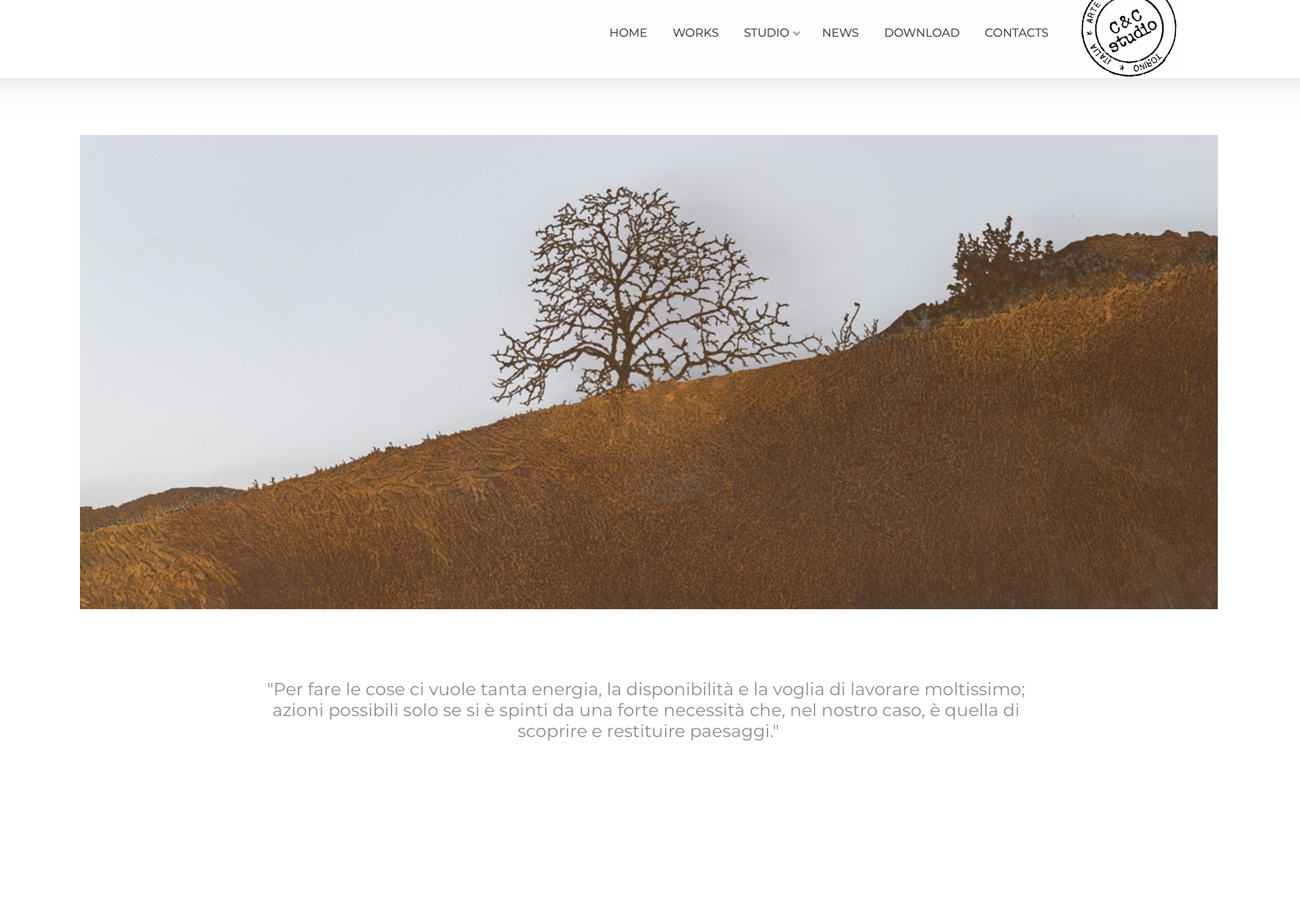 HOME WORKS STUDIO NEWS DOWNLOAD CONTACTS
C&C
studio
ITALIA * ARTE
* TORINO
"Per fare le cose ci vuole tanta energia, la disponibilità e la voglia di lavorare moltissimo;
azioni possibili solo se si è spinti da una forte necessità che, nel nostro caso, è quella di
scoprire e restituire paesaggi."